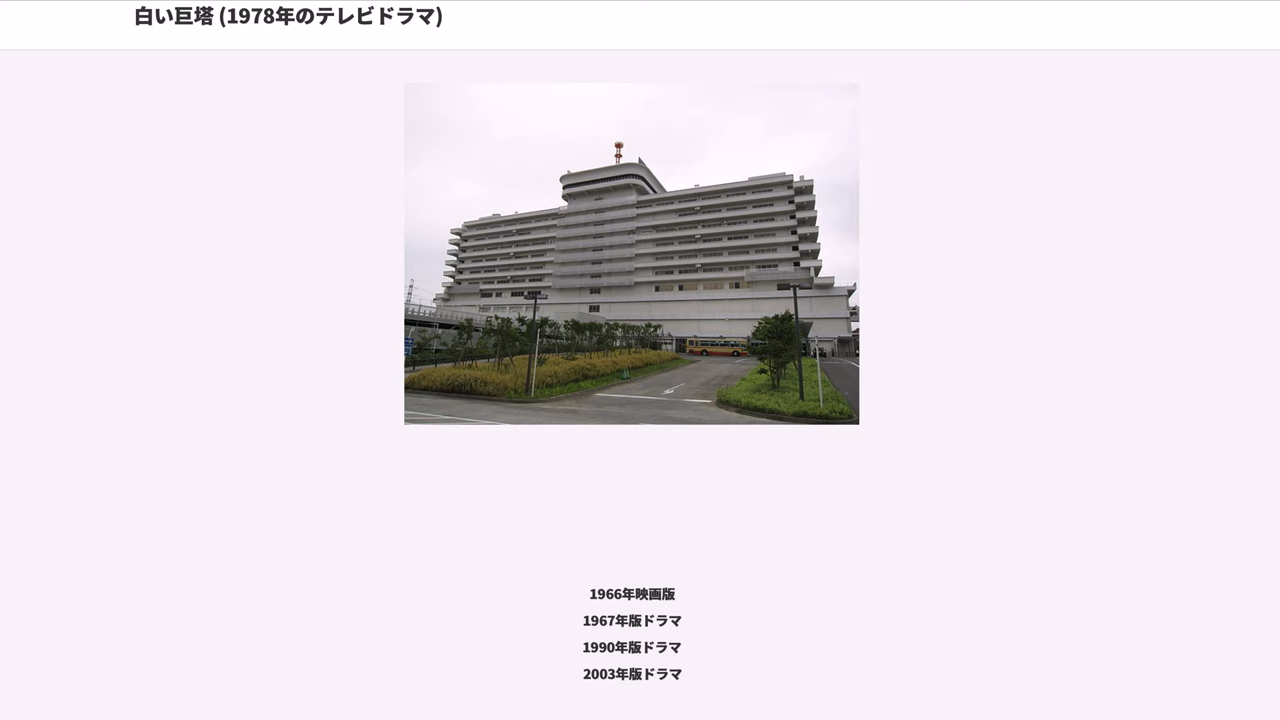 白い巨塔 (1978年のテレビドラマ)
1966年映画版
1967年版ドラマ
1990年版ドラマ
2003年版ドラマ